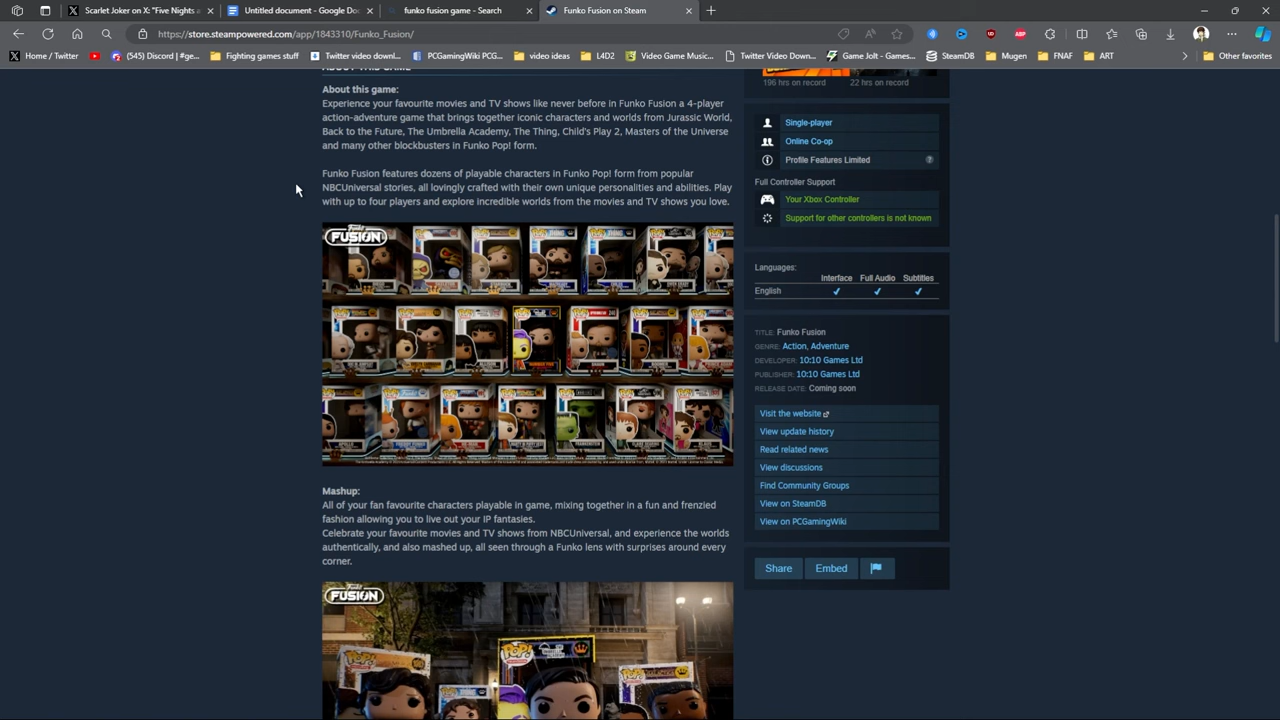 Scarlet Joker on X: "Five Nights a
Untitled document - Google Doc
funko fusion game - Search
Funko Fusion on Steam
https://store.steampowered.com/app/1843310/Funko_Fusion/
Home / Twitter
(545) Discord | #ge...
Fighting games stuff
PCGamingWiki PCG...
video ideas
L4D2
Video Game Music...
Twitter Video Down...
Game Jolt - Games...
SteamDB
Mugen
FNAF
ART
Other favorites
ABOUT THIS GAME
About this game:
Experience your favourite movies and TV shows like never before in Funko Fusion a 4-player
action-adventure game that brings together iconic characters and worlds from Jurassic World,
Back to the Future, The Umbrella Academy, The Thing, Child's Play 2, Masters of the Universe
and many other blockbusters in Funko Pop! form.
Funko Fusion features dozens of playable characters in Funko Pop! form from popular
NBCUniversal stories, all lovingly crafted with their own unique personalities and abilities. Play
with up to four players and explore incredible worlds from the movies and TV shows you love.
Funko
FUSION
Mashup:
All of your fan favourite characters playable in game, mixing together in a fun and frenzied
fashion allowing you to live out your IP fantasies.
Celebrate your favourite movies and TV shows from NBCUniversal, and experience the worlds
authentically, and also mashed up, all seen through a Funko lens with surprises around every
corner.
Funko
FUSION
POP!
POP!
POP!
196 hrs on record
22 hrs on record
Single-player
Online Co-op
Profile Features Limited
?
Full Controller Support
Your Xbox Controller
Support for other controllers is not known
Languages:
Interface Full Audio Subtitles
English ✔ ✔ ✔
TITLE: Funko Fusion
GENRE: Action, Adventure
DEVELOPER: 10:10 Games Ltd
PUBLISHER: 10:10 Games Ltd
RELEASE DATE: Coming soon
Visit the website
View update history
Read related news
View discussions
Find Community Groups
View on SteamDB
View on PCGamingWiki
Share
Embed